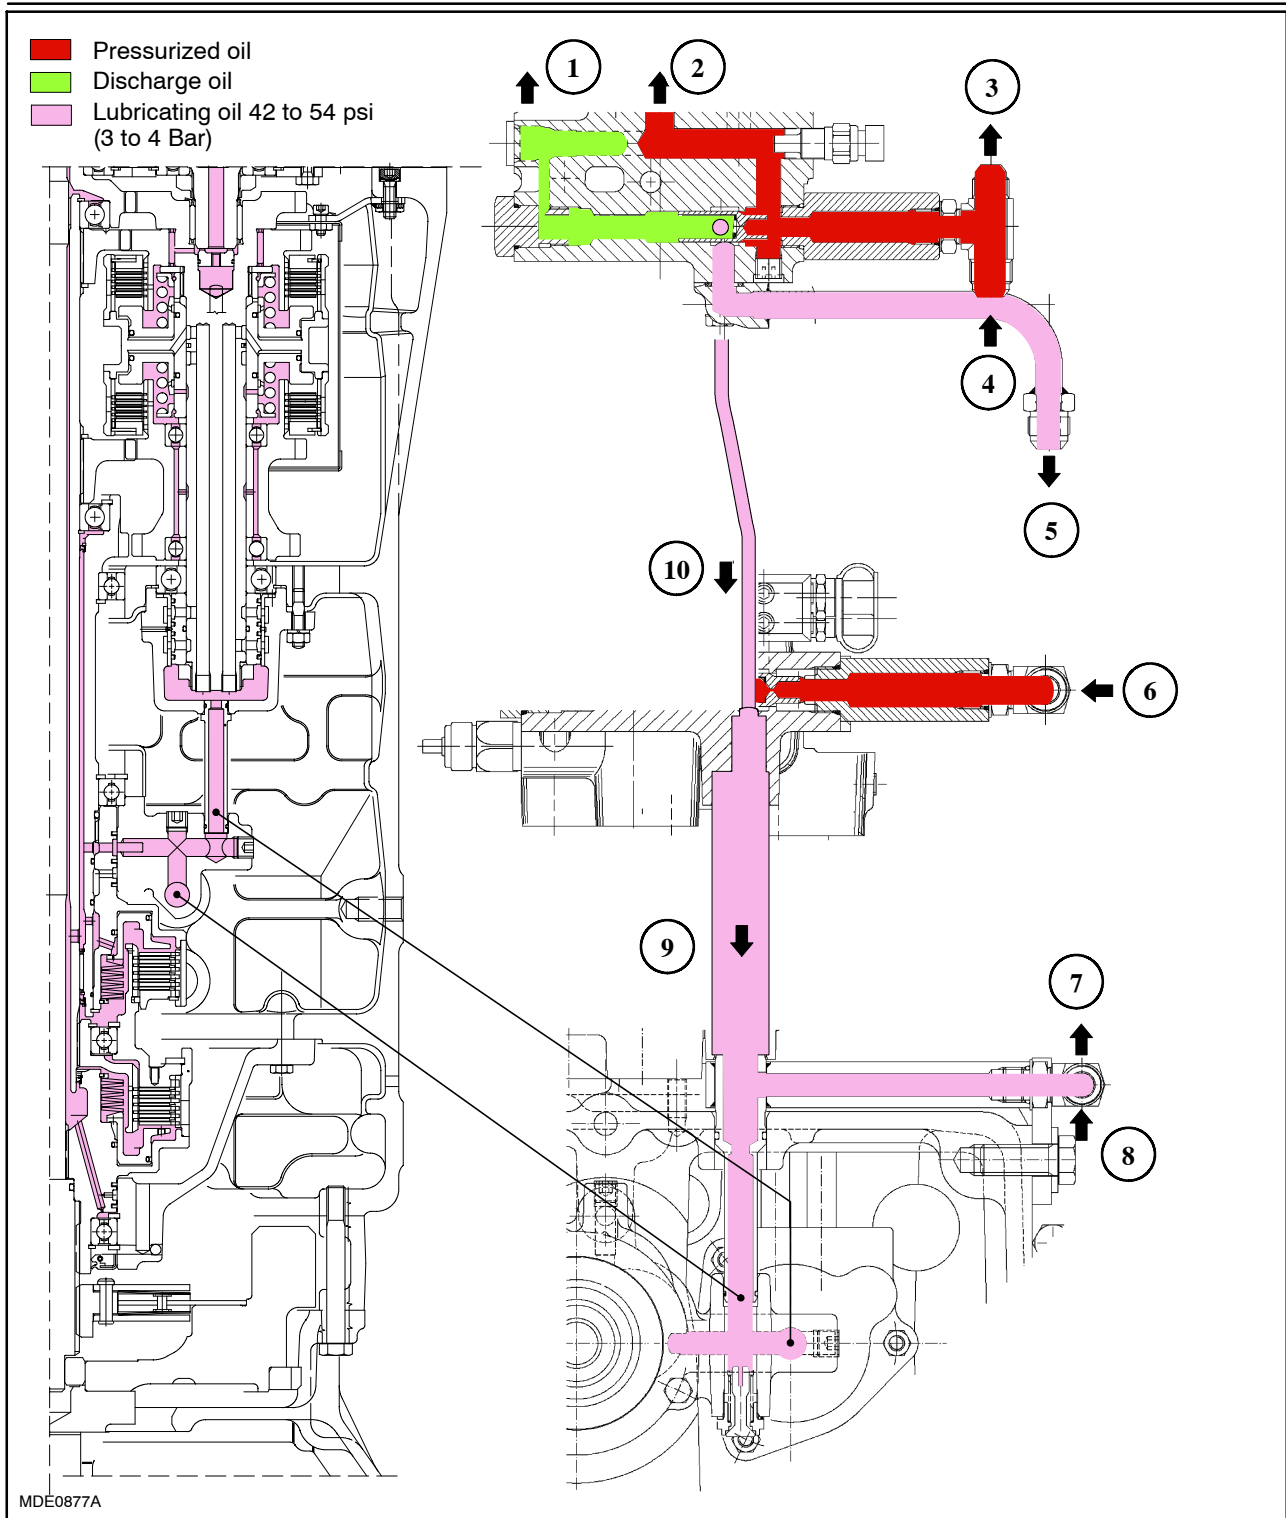 Pressurized oil
Discharge oil
Lubricating oil 42 to 54 psi
(3 to 4 Bar)
1
2
3
4
5
10
6
9
7
8
MDE0877A